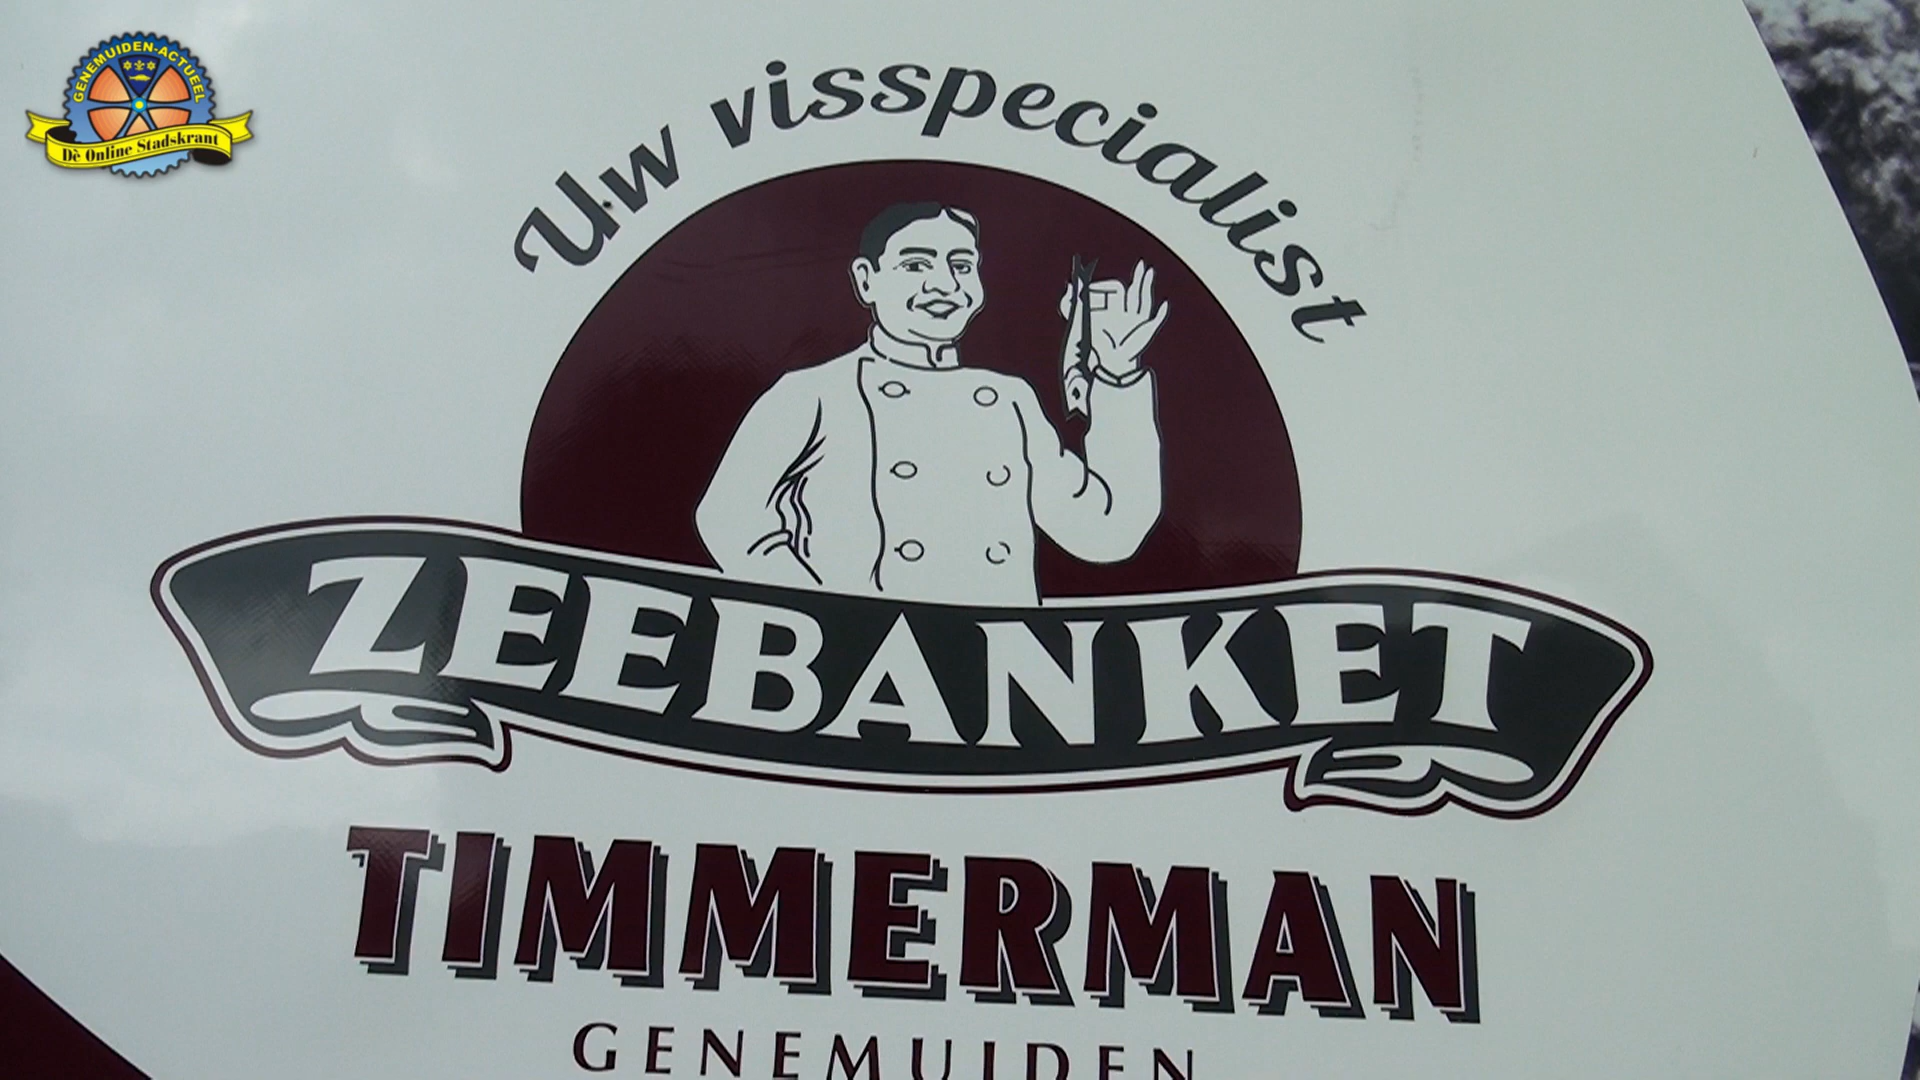 GENEMUIDEN-ACTUEEL
Dè Online Stadskrant
Uw visspecialist
ZEEBANKET
TIMMERMAN
GENEMUIDEN